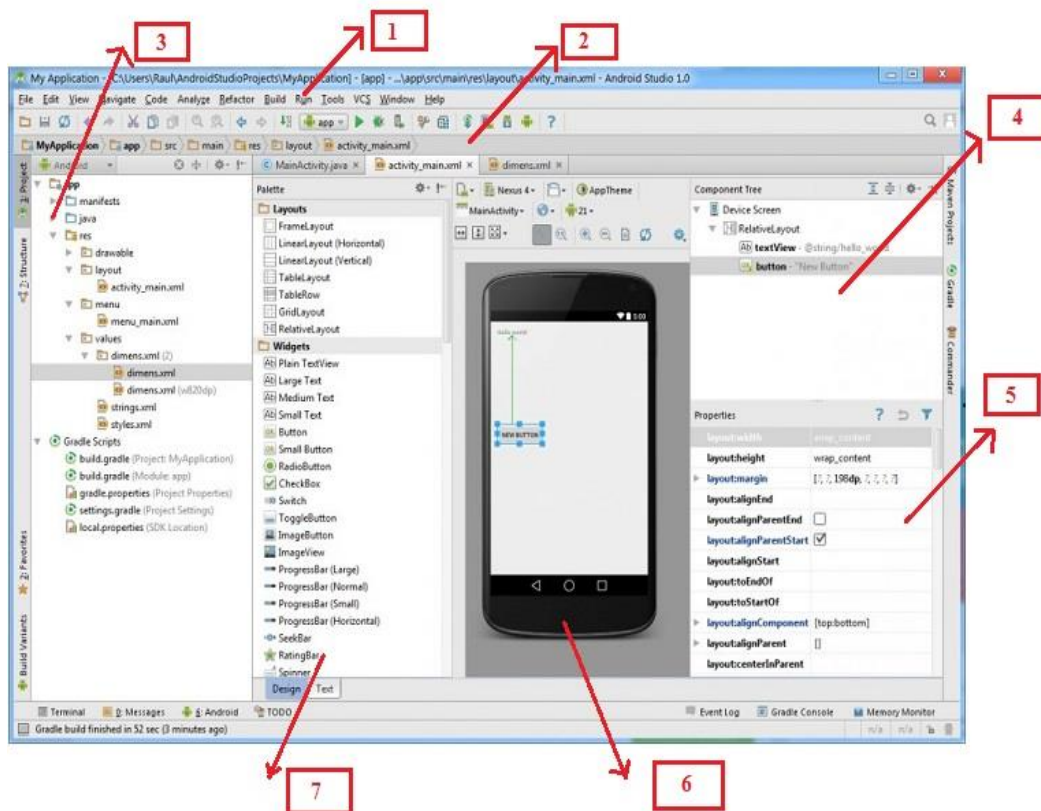 1
2
3
4
5
6
7
My Application - [C:\Users\Raul\AndroidStudioProjects\MyApplication] - [app] - ...\app\src\main\res\layout\activity_main.xml - Android Studio 1.0
File Edit View Navigate Code Analyze Refactor Build Run Tools VCS Window Help
app
MyApplication app src main res layout activity_main.xml
Android
MainActivity.java activity_main.xml dimens.xml
1: Project
2: Structure
2: Favorites
Build Variants
app
manifests
java
res
drawable
layout
activity_main.xml
menu
menu_main.xml
values
dimens.xml (2)
dimens.xml
dimens.xml (w820dp)
strings.xml
styles.xml
Gradle Scripts
build.gradle (Project: MyApplication)
build.gradle (Module: app)
gradle.properties (Project Properties)
settings.gradle (Project Settings)
local.properties (SDK Location)
Palette
Layouts
FrameLayout
LinearLayout (Horizontal)
LinearLayout (Vertical)
TableLayout
TableRow
GridLayout
RelativeLayout
Widgets
Plain TextView
Large Text
Medium Text
Small Text
Button
Small Button
RadioButton
CheckBox
Switch
ToggleButton
ImageButton
ImageView
ProgressBar (Large)
ProgressBar (Normal)
ProgressBar (Small)
ProgressBar (Horizontal)
SeekBar
RatingBar
Spinner
Design Text
Nexus 4 AppTheme
MainActivity 21
5:00
Hello world!
NEW BUTTON
Component Tree
Device Screen
RelativeLayout
Ab textView - @string/hello_world
button - "New Button"
Properties
layout:width wrap_content
layout:height wrap_content
layout:margin [?, ?, 198dp, ?, ?, ?, ?]
layout:alignEnd
layout:alignParentEnd
layout:alignParentStart
layout:alignStart
layout:toEndOf
layout:toStartOf
layout:alignComponent [top:bottom]
layout:alignParent []
layout:centerInParent
Maven Projects
Gradle
Commander
Terminal 0: Messages 6: Android TODO
Event Log Gradle Console Memory Monitor
Gradle build finished in 52 sec (3 minutes ago)
n/a n/a